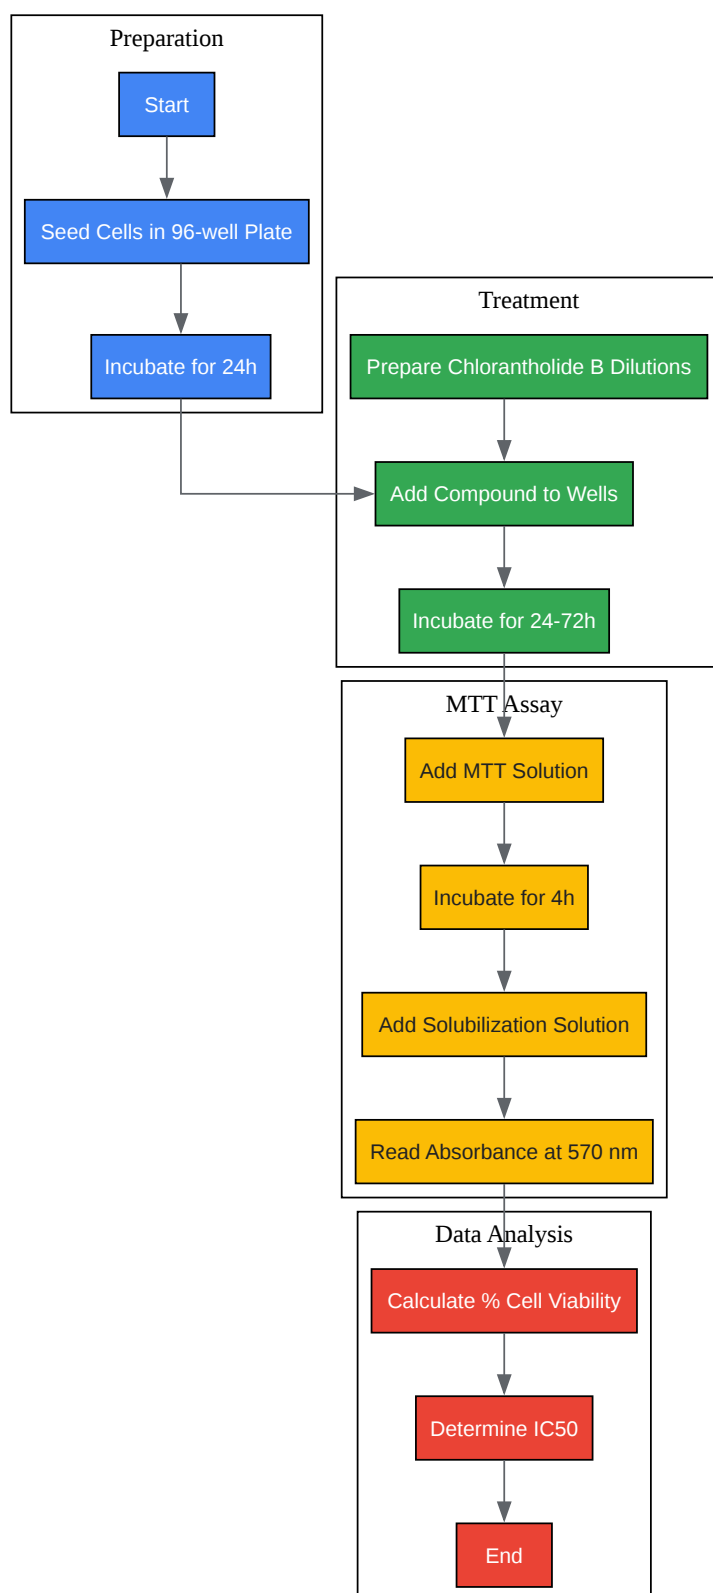 Preparation
Start
Seed Cells in 96-well Plate
Incubate for 24h
Treatment
Prepare Chlorantholide B Dilutions
Add Compound to Wells
Incubate for 24-72h
MTT Assay
Add MTT Solution
Incubate for 4h
Add Solubilization Solution
Read Absorbance at 570 nm
Data Analysis
Calculate % Cell Viability
Determine IC50
End